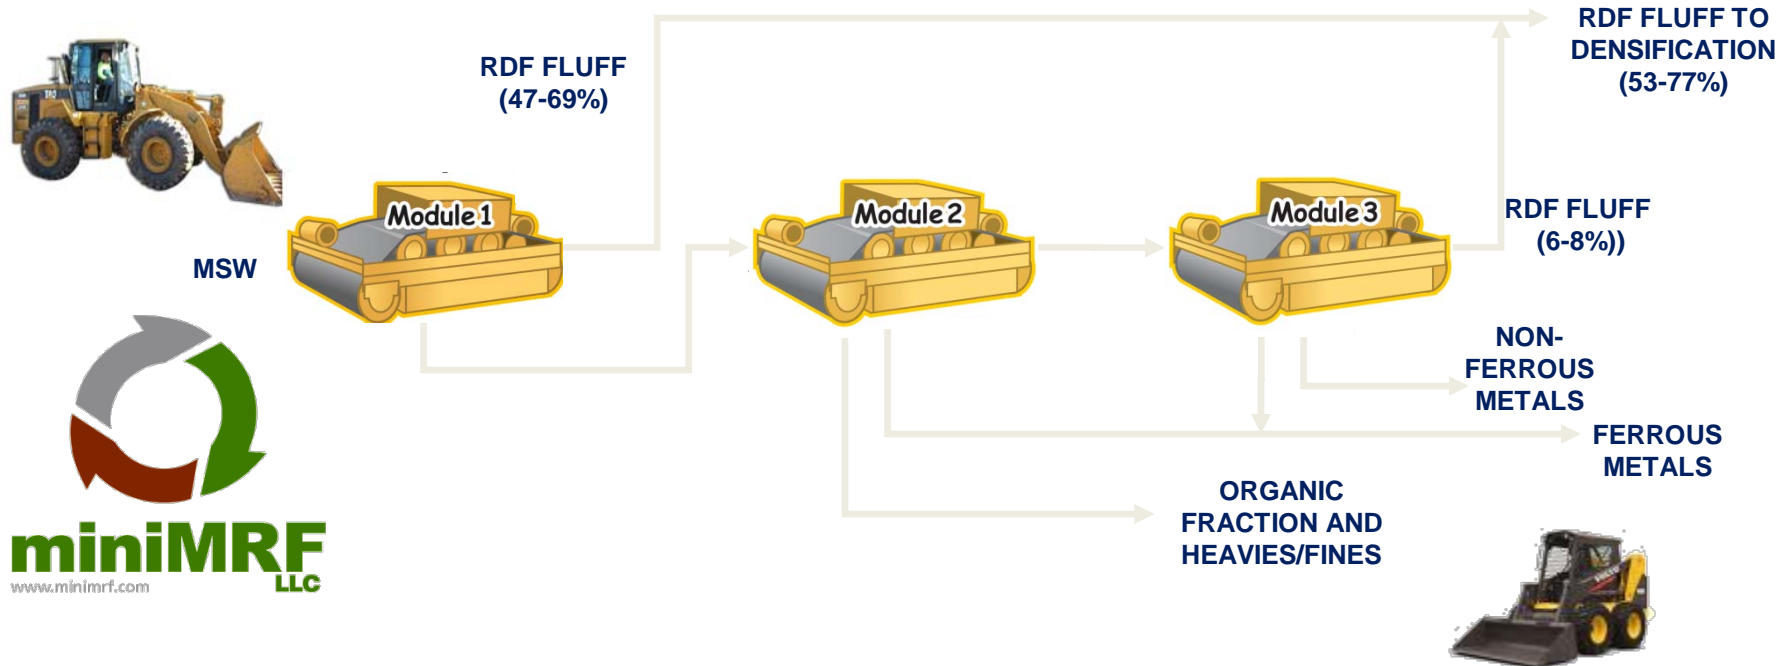 RDF FLUFF TO
DENSIFICATION
(53-77%)
RDF FLUFF
(47-69%)
Module 1
Module 2
Module 3
RDF FLUFF
(6-8%))
MSW
NON-
FERROUS
METALS
FERROUS
METALS
ORGANIC
FRACTION AND
HEAVIES/FINES
miniMRF
LLC
www.minimrf.com